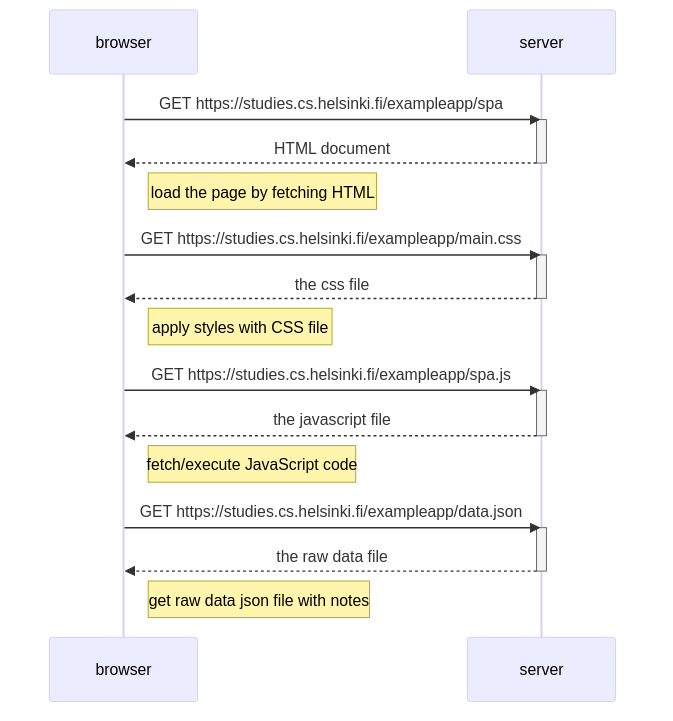 browser
server
GET https://studies.cs.helsinki.fi/exampleapp/spa
HTML document
load the page by fetching HTML
GET https://studies.cs.helsinki.fi/exampleapp/main.css
the css file
apply styles with CSS file
GET https://studies.cs.helsinki.fi/exampleapp/spa.js
the javascript file
fetch/execute JavaScript code
GET https://studies.cs.helsinki.fi/exampleapp/data.json
the raw data file
get raw data json file with notes
browser
server